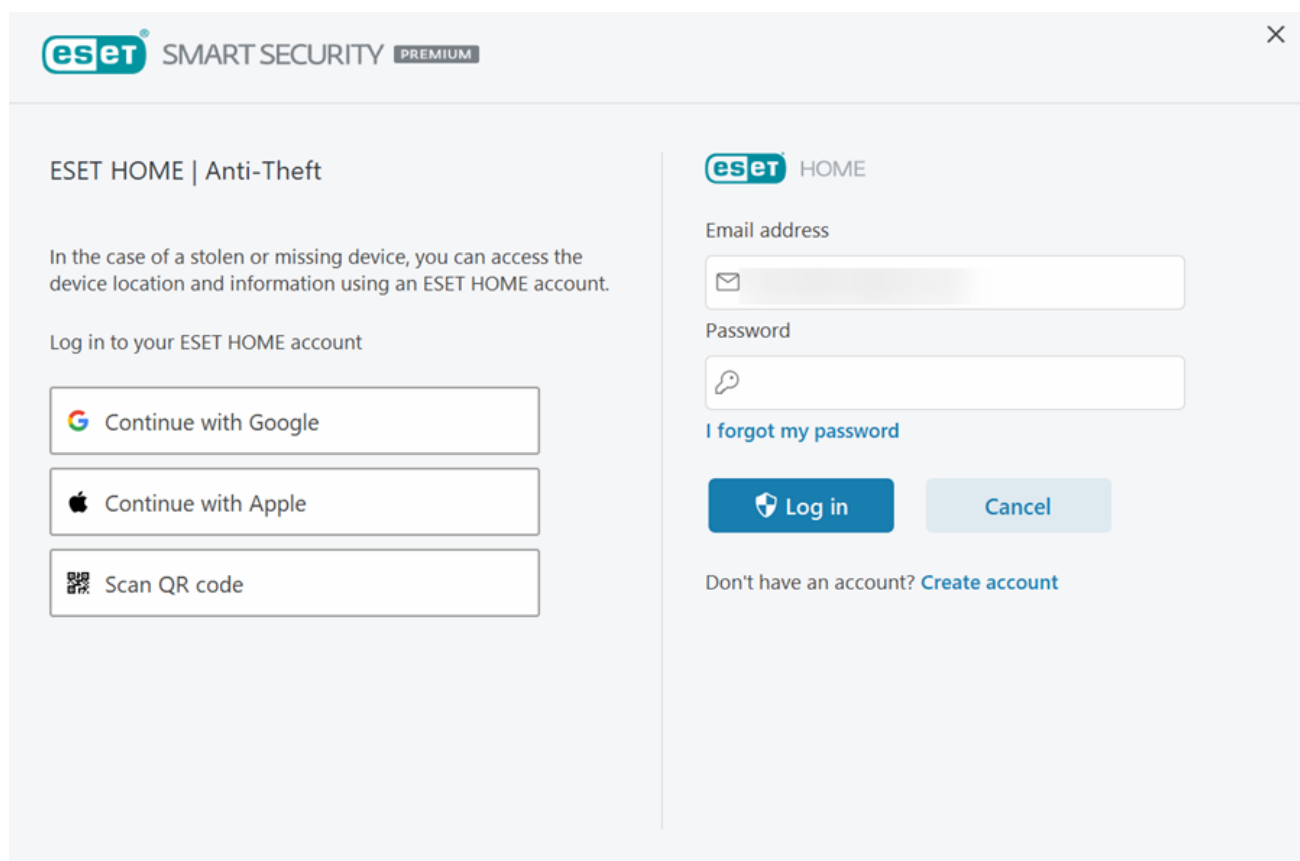 eset® SMART SECURITY PREMIUM
ESET HOME | Anti-Theft
In the case of a stolen or missing device, you can access the
device location and information using an ESET HOME account.
Log in to your ESET HOME account
Continue with Google
Continue with Apple
Scan QR code
eset HOME
Email address
Password
I forgot my password
Log in
Cancel
Don't have an account? Create account